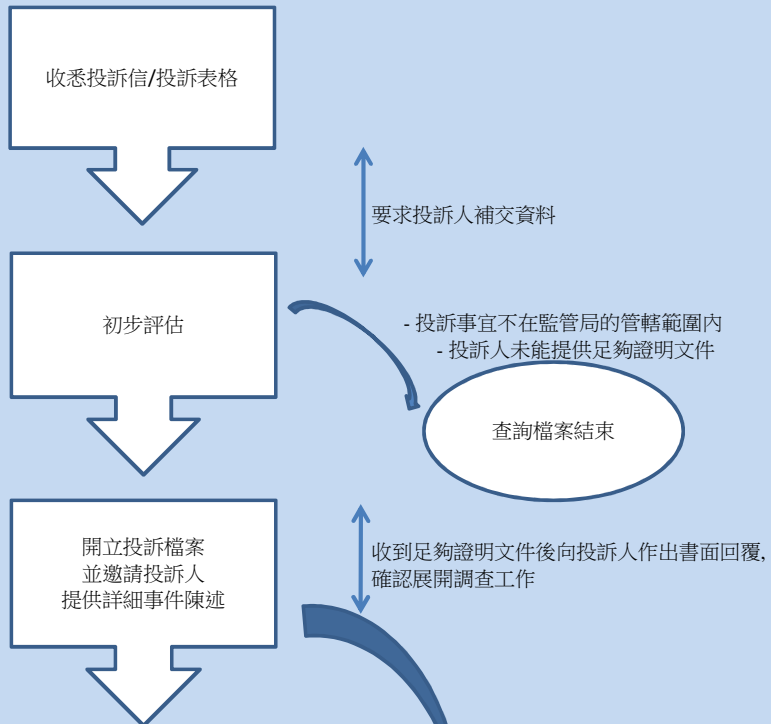 收悉投訴信/投訴表格
要求投訴人補交資料
初步評估
- 投訴事宜不在監管局的管轄範圍內
- 投訴人未能提供足夠證明文件
查詢檔案結束
開立投訴檔案
並邀請投訴人
提供詳細事件陳述
收到足夠證明文件後向投訴人作出書面回覆,
確認展開調查工作